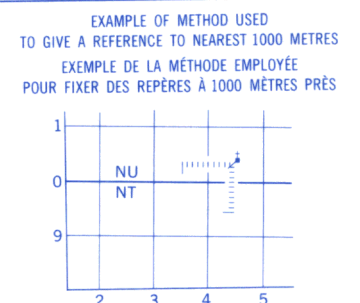 EXAMPLE OF METHOD USED
TO GIVE A REFERENCE TO NEAREST 1000 METRES
EXEMPLE DE LA MÉTHODE EMPLOYÉE
POUR FIXER DES REPÈRES À 1000 MÈTRES PRÈS
1
NU
0
NT
9
2 3 4 5